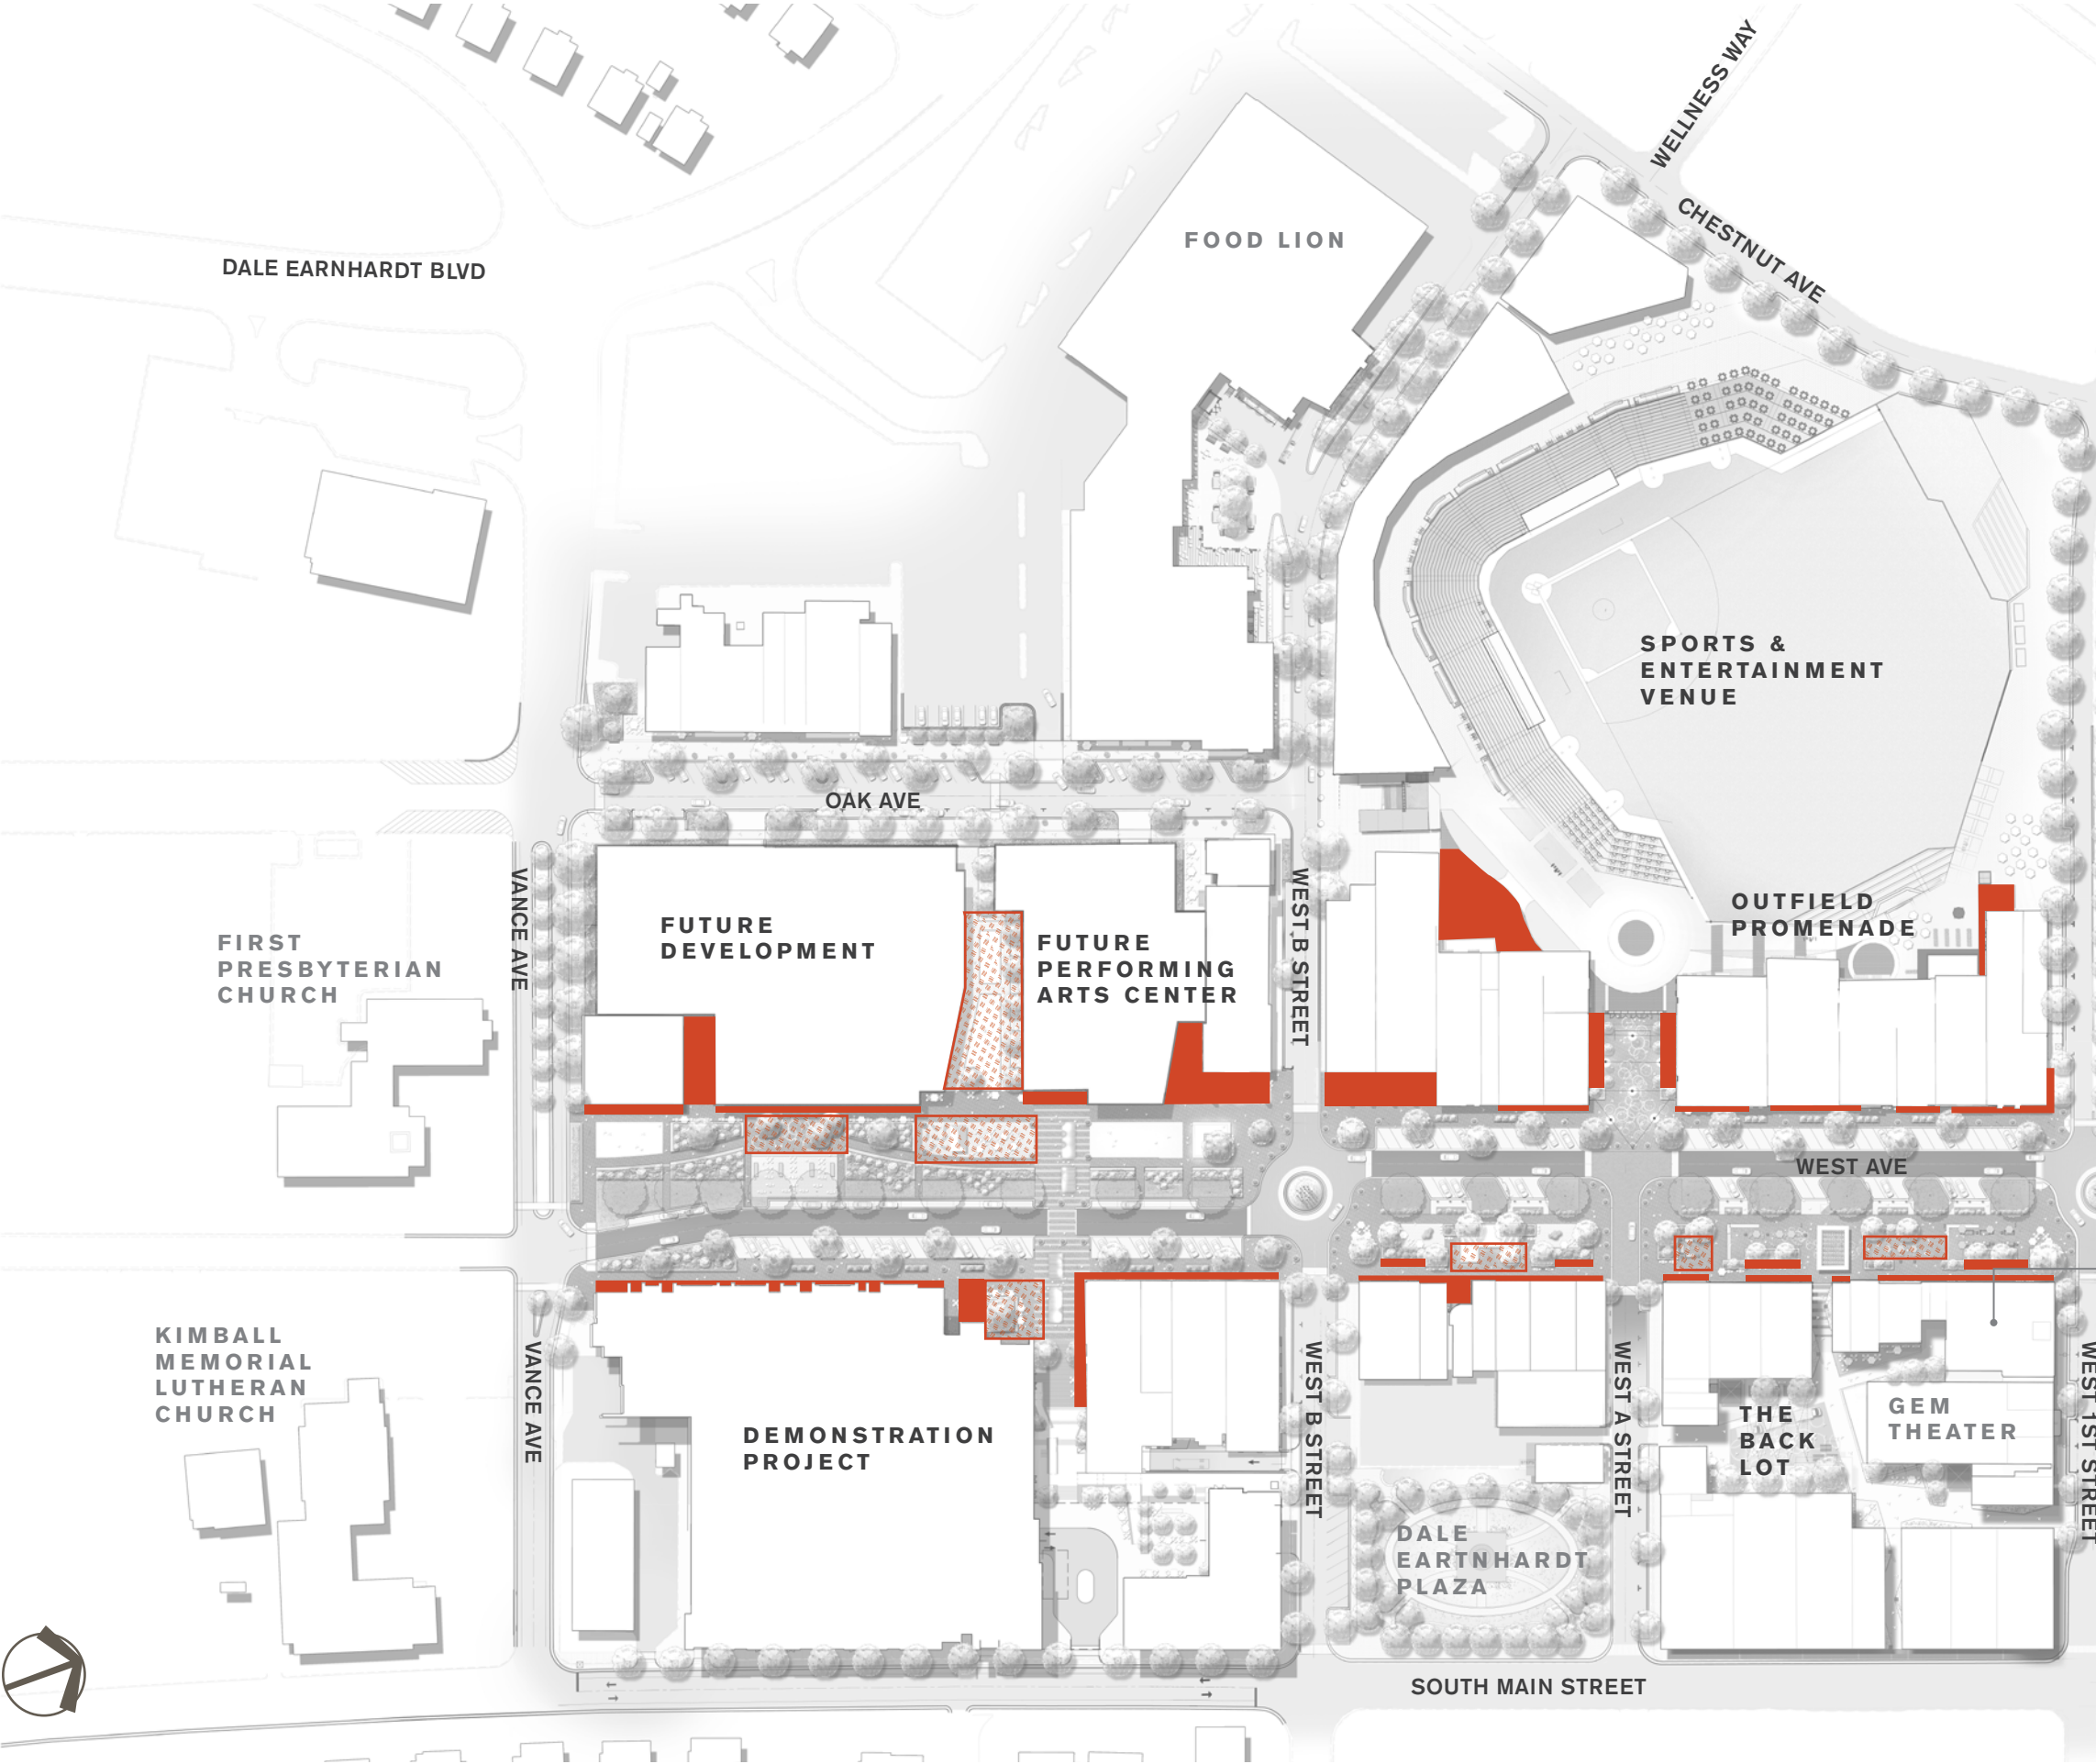 WELLNESS WAY
CHESTNUT AVE
FOOD LION
DALE EARNHARDT BLVD
SPORTS &
ENTERTAINMENT
VENUE
OAK AVE
VANCE AVE
FIRST
PRESBYTERIAN
CHURCH
FUTURE
DEVELOPMENT
FUTURE
PERFORMING
ARTS CENTER
WEST B STREET
OUTFIELD
PROMENADE
WEST AVE
KIMBALL
MEMORIAL
LUTHERAN
CHURCH
VANCE AVE
DEMONSTRATION
PROJECT
WEST B STREET
DALE
EARTNHARDT
PLAZA
WEST A STREET
THE
BACK
LOT
GEM
THEATER
WEST 1ST STREET
SOUTH MAIN STREET